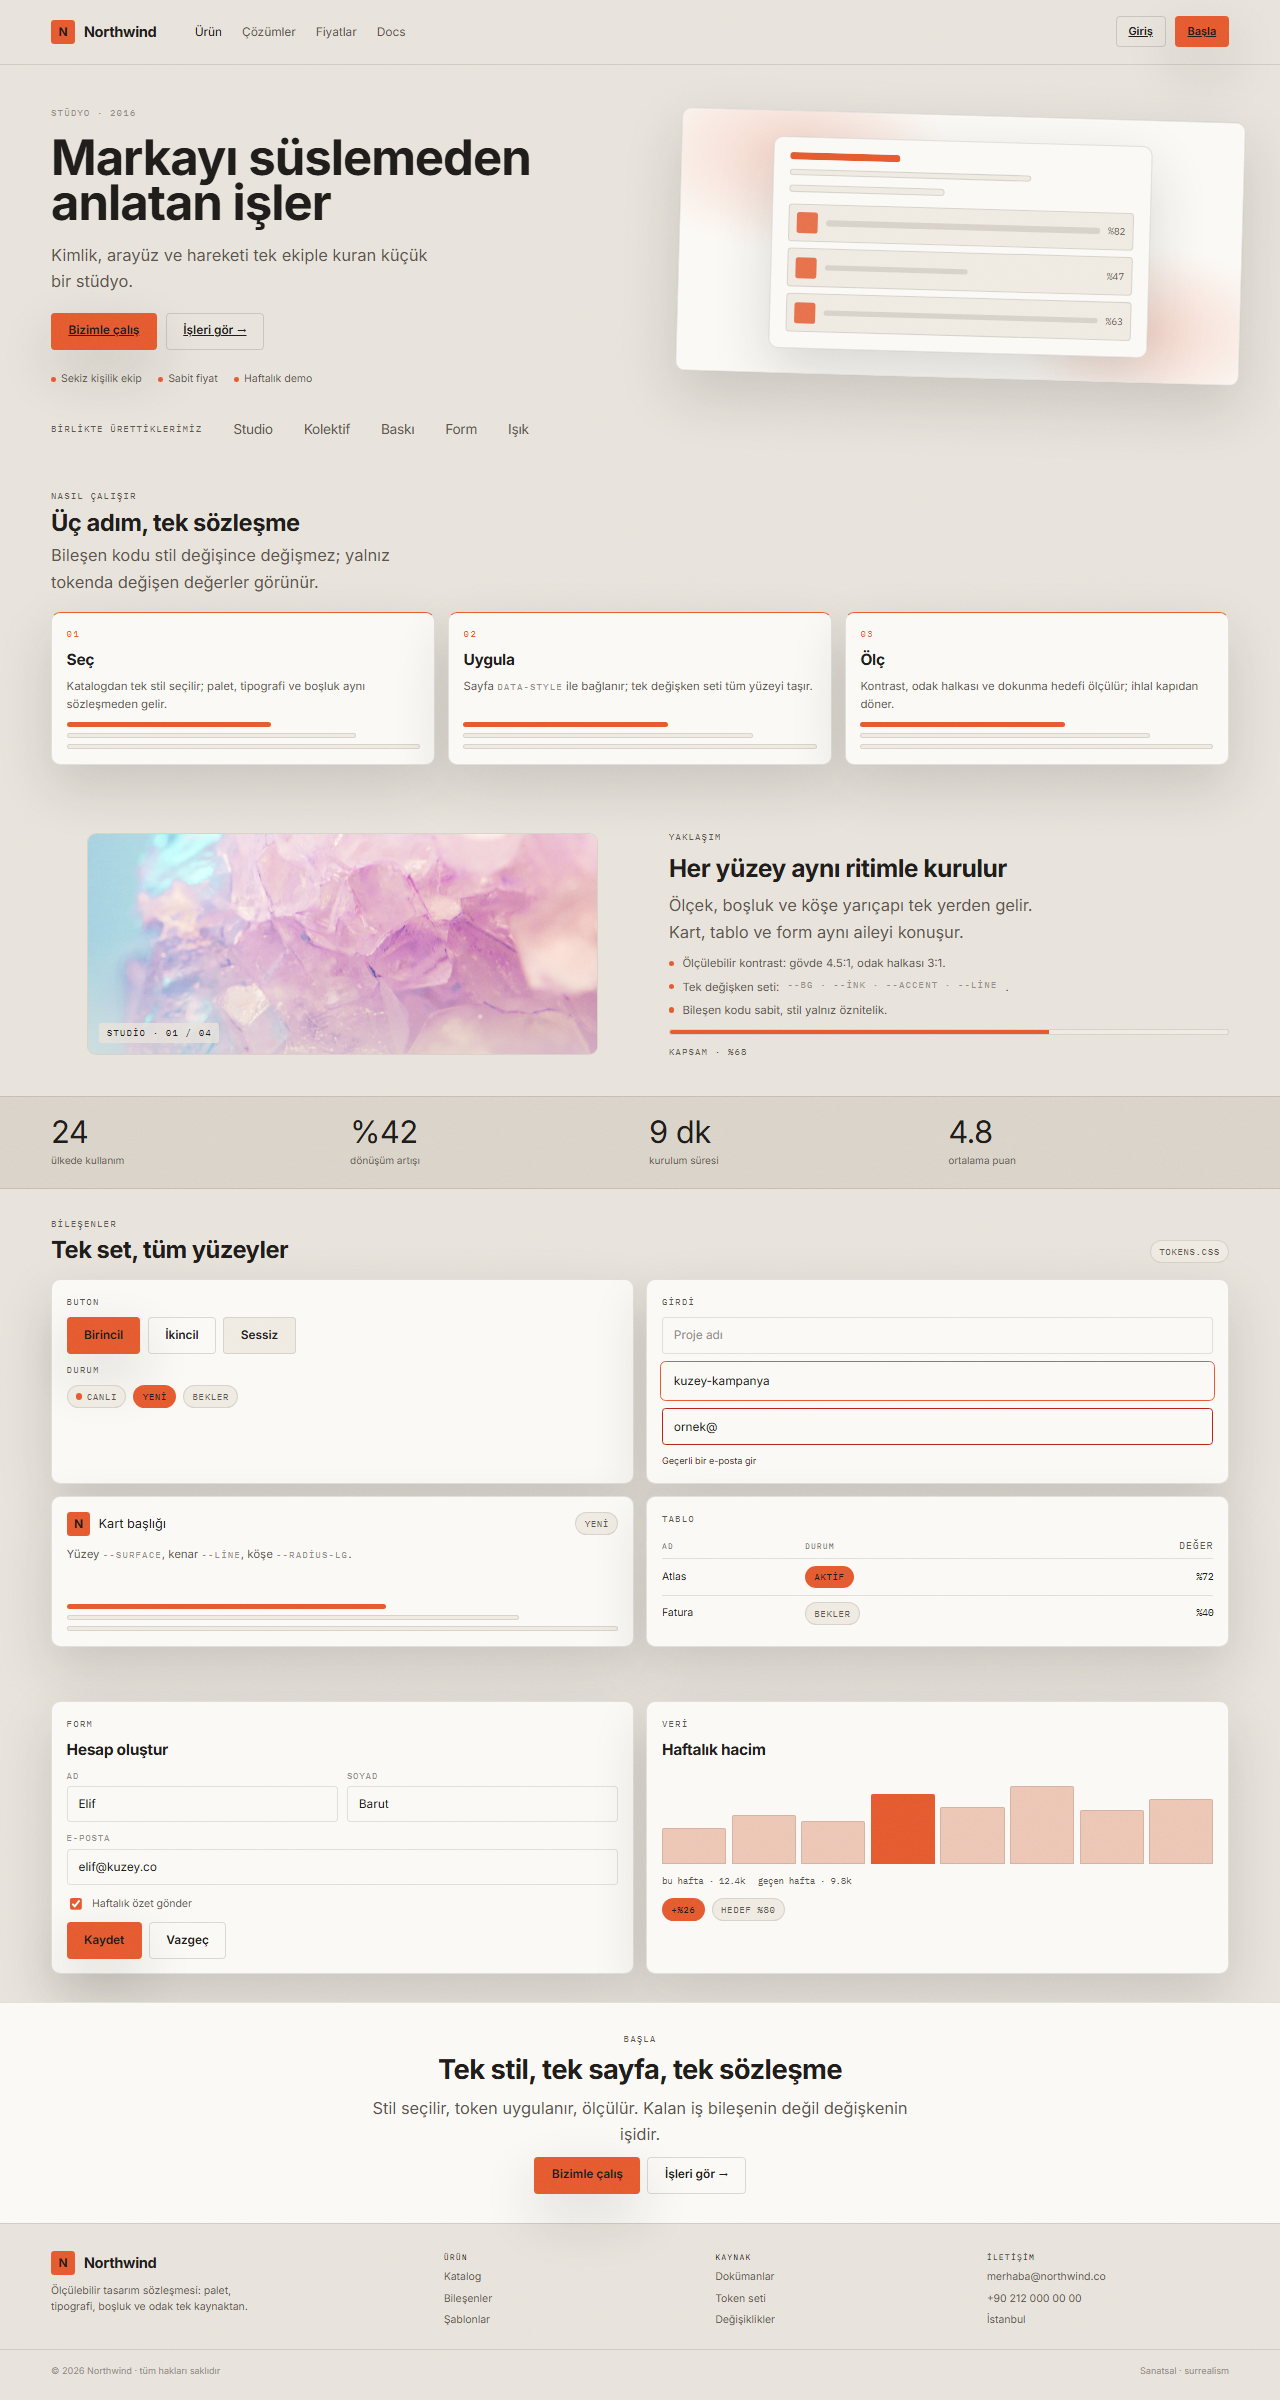 N Northwind Ürün Çözümler Fiyatlar Docs Giriş Başla
STÜDYO · 2016
Markayı süslemeden
anlatan işler
Kimlik, arayüz ve hareketi tek ekiple kuran küçük
bir stüdyo.
Bizimle çalış İşleri gör →
Sekiz kişilik ekip Sabit fiyat Haftalık demo
%82
%47
%63
BİRLİKTE ÜRETTİKLERİMİZ Studio Kolektif Baskı Form Işık
NASIL ÇALIŞIR
Üç adım, tek sözleşme
Bileşen kodu stil değişince değişmez; yalnız
tokenda değişen değerler görünür.
01
Seç
Katalogdan tek stil seçilir; palet, tipografi ve boşluk aynı
sözleşmeden gelir.
02
Uygula
Sayfa DATA-STYLE ile bağlanır; tek değişken seti tüm yüzeyi taşır.
03
Ölç
Kontrast, odak halkası ve dokunma hedefi ölçülür; ihlal kapıdan
döner.
STUDİO · 01 / 04
YAKLAŞIM
Her yüzey aynı ritimle kurulur
Ölçek, boşluk ve köşe yarıçapı tek yerden gelir.
Kart, tablo ve form aynı aileyi konuşur.
Ölçülebilir kontrast: gövde 4.5:1, odak halkası 3:1.
Tek değişken seti: --BG · --İNK · --ACCENT · --LİNE .
Bileşen kodu sabit, stil yalnız öznitelik.
KAPSAM · %68
24 %42 9 dk 4.8
ülkede kullanım dönüşüm artışı kurulum süresi ortalama puan
BİLEŞENLER
Tek set, tüm yüzeyler TOKENS.CSS
BUTON
Birincil İkincil Sessiz
DURUM
CANLI YENİ BEKLER
GİRDİ
Proje adı
kuzey-kampanya
ornek@
Geçerli bir e-posta gir
N Kart başlığı YENİ
Yüzey --SURFACE, kenar --LİNE, köşe --RADİUS-LG.
TABLO
AD DURUM DEĞER
Atlas AKTİF %72
Fatura BEKLER %40
FORM
Hesap oluştur
AD SOYAD
Elif Barut
E-POSTA
elif@kuzey.co
Haftalık özet gönder
Kaydet Vazgeç
VERİ
Haftalık hacim
bu hafta · 12.4k geçen hafta · 9.8k
+%26 HEDEF %80
BAŞLA
Tek stil, tek sayfa, tek sözleşme
Stil seçilir, token uygulanır, ölçülür. Kalan iş bileşenin değil değişkenin
işidir.
Bizimle çalış İşleri gör →
N Northwind
Ölçülebilir tasarım sözleşmesi: palet,
tipografi, boşluk ve odak tek kaynaktan.
ÜRÜN
Katalog
Bileşenler
Şablonlar
KAYNAK
Dokümanlar
Token seti
Değişiklikler
İLETİŞİM
merhaba@northwind.co
+90 212 000 00 00
İstanbul
© 2026 Northwind · tüm hakları saklıdır Sanatsal · surrealism